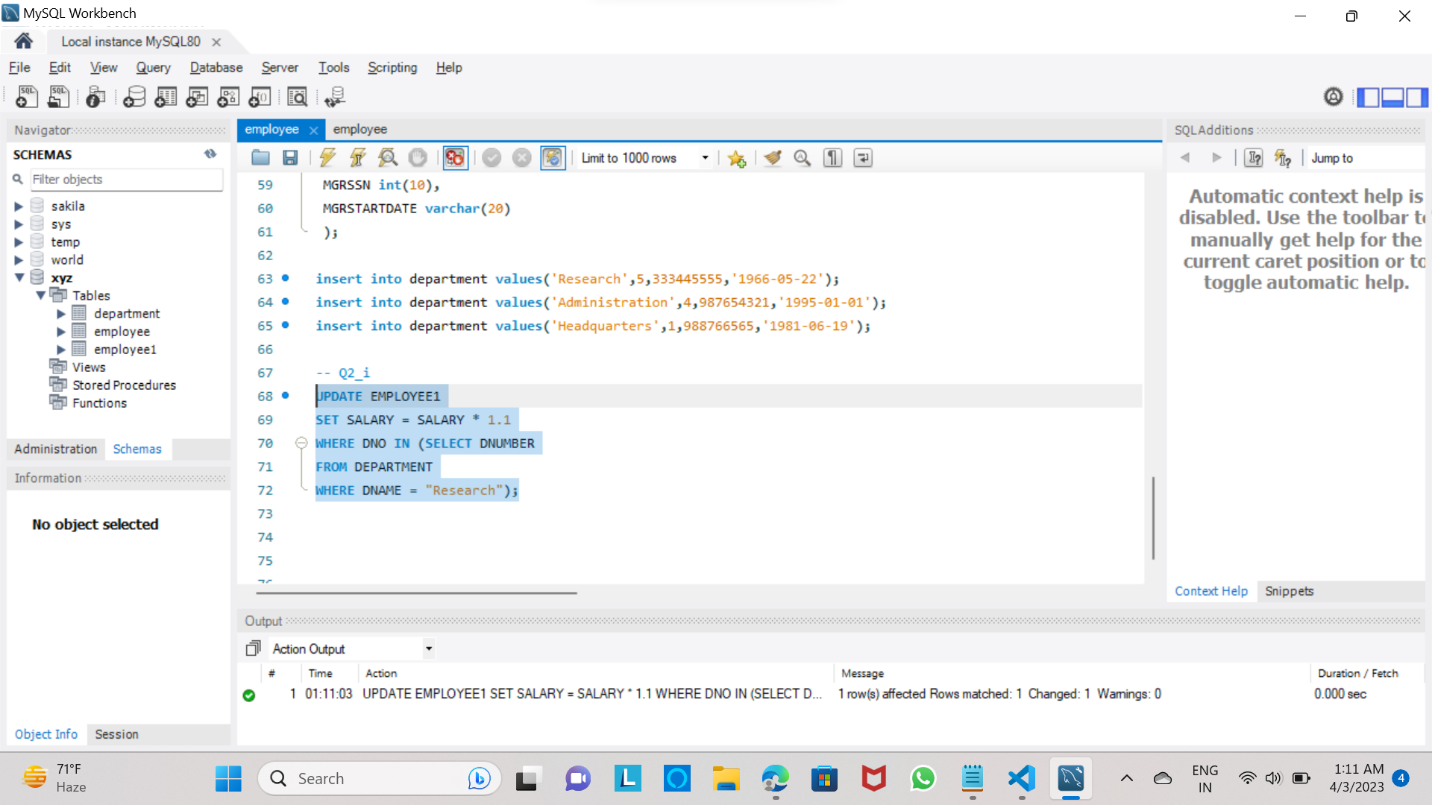 MySQL Workbench
Local instance MySQL80
File Edit View Query Database Server Tools Scripting Help
Navigator
SCHEMAS
Filter objects
sakila
sys
temp
world
xyz
Tables
department
employee
employee1
Views
Stored Procedures
Functions
Administration Schemas
Information
No object selected
Object Info Session
employee employee
Limit to 1000 rows
59 MGRSSN int(10),
60 MGRSTARTDATE varchar(20)
61 );
62
63 insert into department values('Research',5,333445555,'1966-05-22');
64 insert into department values('Administration',4,987654321,'1995-01-01');
65 insert into department values('Headquarters',1,988766565,'1981-06-19');
66
67 -- Q2_i
68 UPDATE EMPLOYEE1
69 SET SALARY = SALARY * 1.1
70 WHERE DNO IN (SELECT DNUMBER
71 FROM DEPARTMENT
72 WHERE DNAME = "Research");
73
74
75
SQLAdditions
Jump to
Automatic context help is
disabled. Use the toolbar
manually get help for the
current caret position or to
toggle automatic help.
Context Help Snippets
Output
Action Output
# Time Action Message Duration / Fetch
1 01:11:03 UPDATE EMPLOYEE1 SET SALARY = SALARY * 1.1 WHERE DNO IN (SELECT D... 1 row(s) affected Rows matched: 1 Changed: 1 Warnings: 0 0.000 sec
71°F
Haze
Search
ENG
IN
1:11 AM
4/3/2023
4